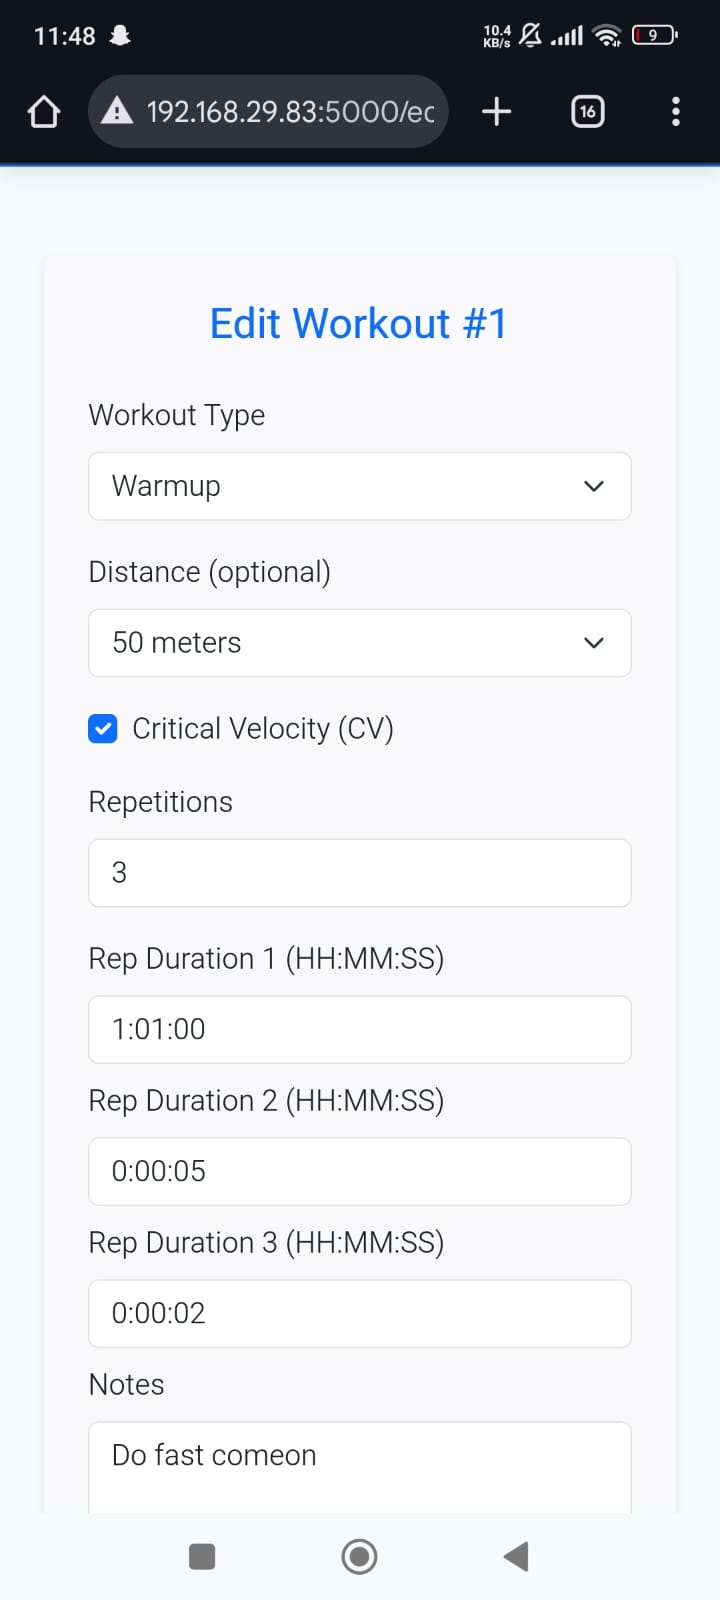 11:48
10.4
KB/s
9
192.168.29.83:5000/ec
16
Edit Workout #1
Workout Type
Warmup
Distance (optional)
50 meters
Critical Velocity (CV)
Repetitions
3
Rep Duration 1 (HH:MM:SS)
1:01:00
Rep Duration 2 (HH:MM:SS)
0:00:05
Rep Duration 3 (HH:MM:SS)
0:00:02
Notes
Do fast comeon